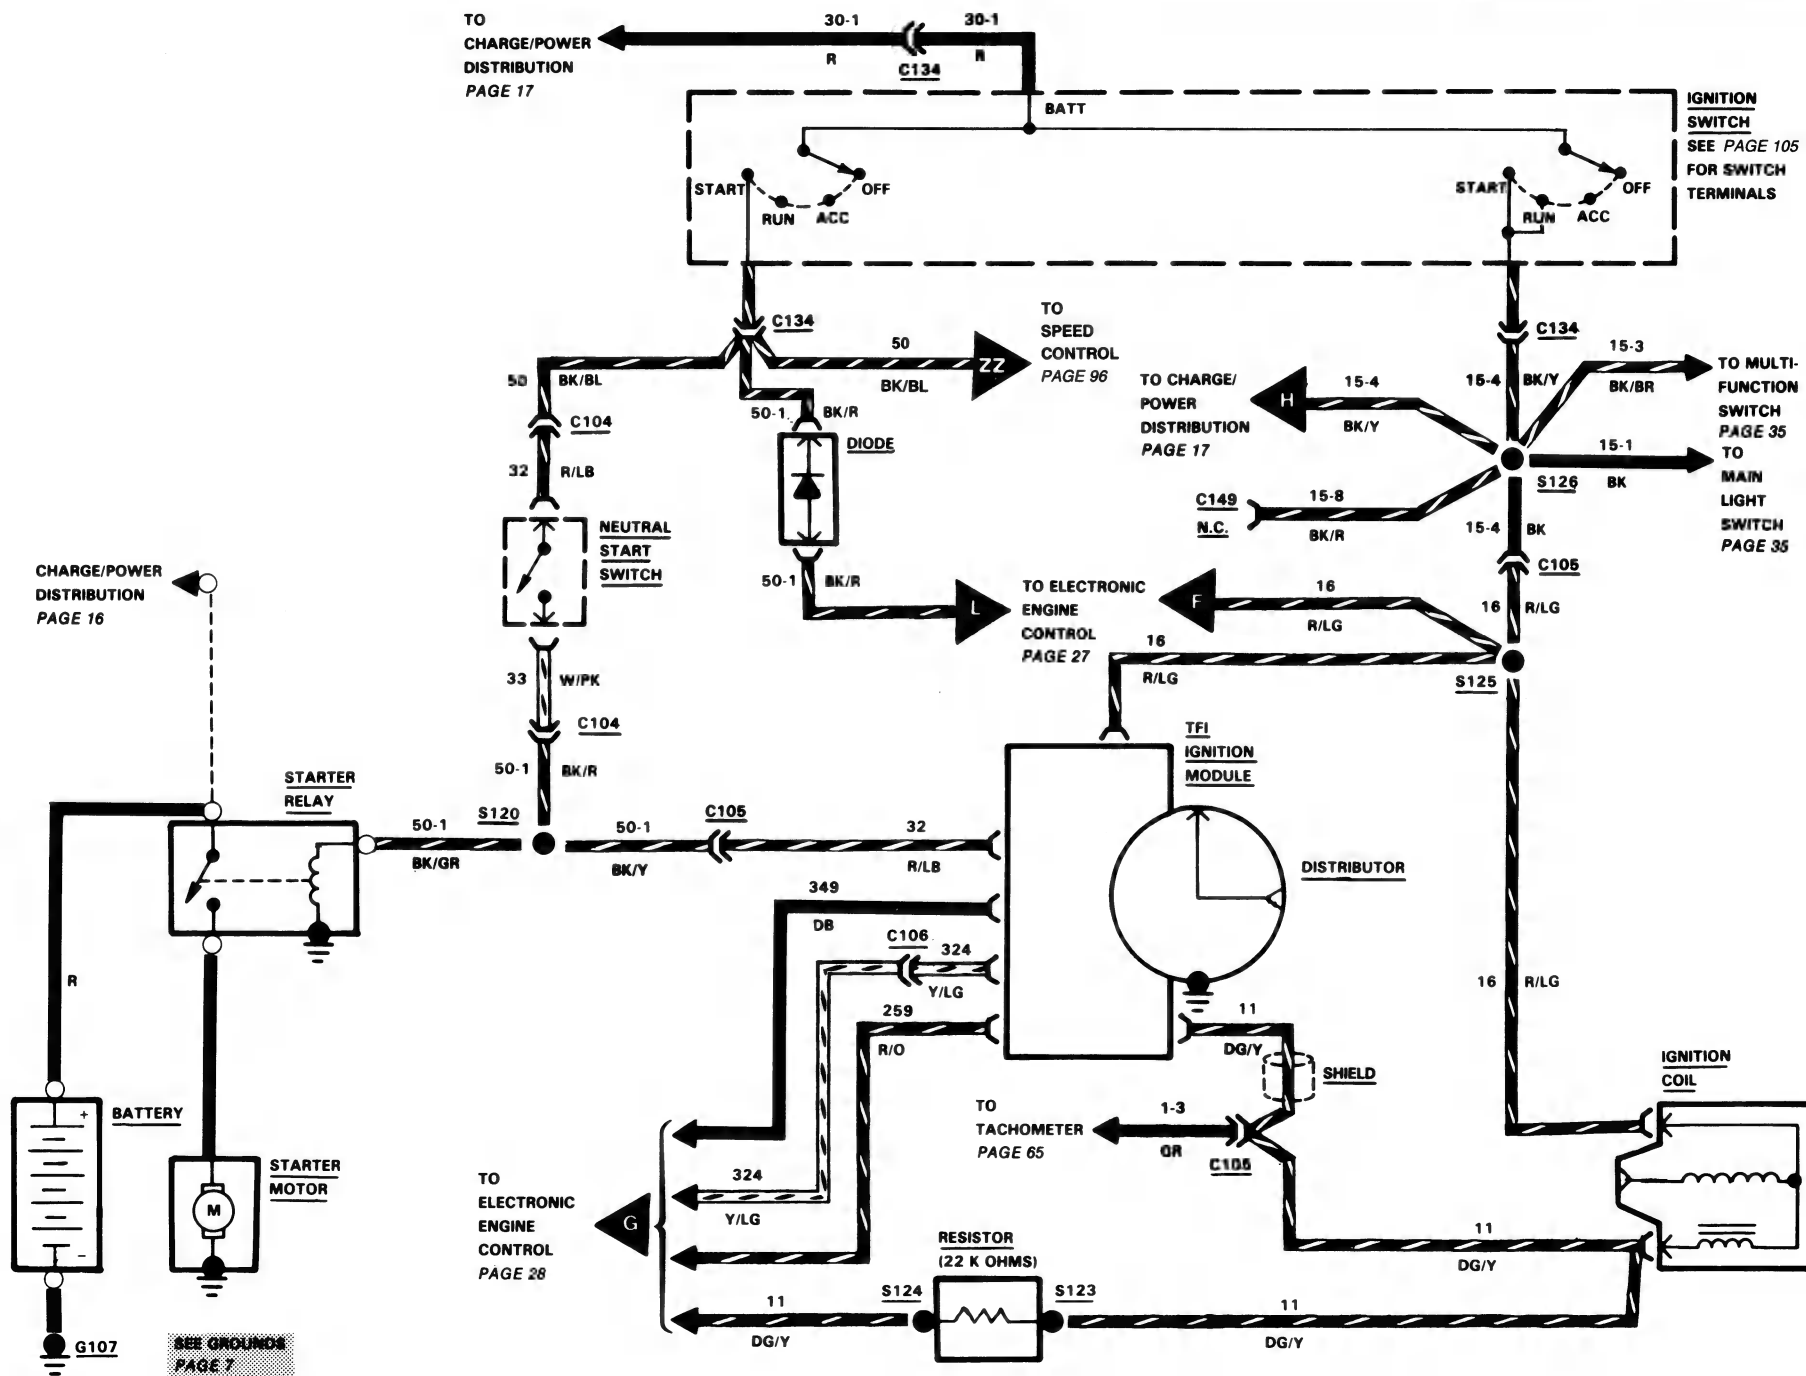 TO
CHARGE/POWER
DISTRIBUTION
PAGE 17
30-1
R
C134
30-1
R
BATT
IGNITION
SWITCH
SEE PAGE 105
FOR SWITCH
TERMINALS
START
RUN
ACC
OFF
START
RUN
ACC
OFF
C134
50
BK/BL
50
BK/BL
ZZ
TO
SPEED
CONTROL
PAGE 96
C134
15-4
BK/Y
15-3
BK/BR
TO MULTI-
FUNCTION
SWITCH
PAGE 35
TO CHARGE/
POWER
DISTRIBUTION
PAGE 17
H
15-4
BK/Y
15-1
BK
TO
MAIN
LIGHT
SWITCH
PAGE 35
S126
C149
N.C.
15-8
BK/R
15-4
BK
C105
C104
32
R/LB
50-1
BK/R
DIODE
50-1
BK/R
L
TO ELECTRONIC
ENGINE
CONTROL
PAGE 27
F
16
R/LG
16
R/LG
16
R/LG
S125
NEUTRAL
START
SWITCH
33
W/PK
C104
50-1
BK/R
CHARGE/POWER
DISTRIBUTION
PAGE 16
STARTER
RELAY
50-1
BK/GR
S120
50-1
BK/Y
C105
32
R/LB
TFI
IGNITION
MODULE
DISTRIBUTOR
349
DB
C106
324
Y/LG
259
R/O
11
DG/Y
SHIELD
16
R/LG
IGNITION
COIL
R
BATTERY
+
-
G107
STARTER
MOTOR
M
SEE GROUNDS
PAGE 7
TO
TACHOMETER
PAGE 65
1-3
GR
C105
TO
ELECTRONIC
ENGINE
CONTROL
PAGE 28
G
324
Y/LG
11
DG/Y
11
DG/Y
S124
RESISTOR
(22 K OHMS)
S123
11
DG/Y